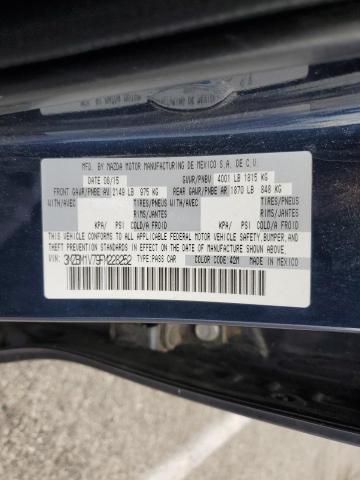 MFG. BY MAZDA MOTOR MANUFACTURING DE MEXICO S.A. DE C.V.
DATE 08/15 GVWR/PNBV 4001 LB 1815 KG
FRONT GAWR/PNBE AV 2149 LB 975 KG REAR GAWR/PNBE AR 1870 LB 848 KG
WITH/AVEC TIRES/PNEUS WITH/AVEC TIRES/PNEUS
RIMS/JANTES RIMS/JANTES
KPA/ PSI COLD/A FROID KPA/ PSI COLD/A FROID
THIS VEHICLE CONFORMS TO ALL APPLICABLE FEDERAL MOTOR VEHICLE SAFETY, BUMPER, AND
THEFT PREVENTION STANDARDS IN EFFECT ON THE DATE OF MANUFACTURE SHOWN ABOVE.
VIN: 3MZBM1V79FM228252 TYPE: PASS CAR COLOR CODE: 42M MADE IN MEXICO